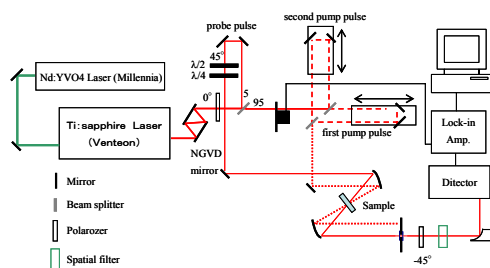 probe pulse
second pump pulse
45°
λ/2
λ/4
Nd:YVO4 Laser (Millennia)
0°
5
95
Ti:sapphire Laser
(Venteon)
first pump pulse
Lock-in
Amp.
NGVD
mirror
Ditector
Mirror
Sample
Beam splitter
Polarozer
-45°
Spatial filter